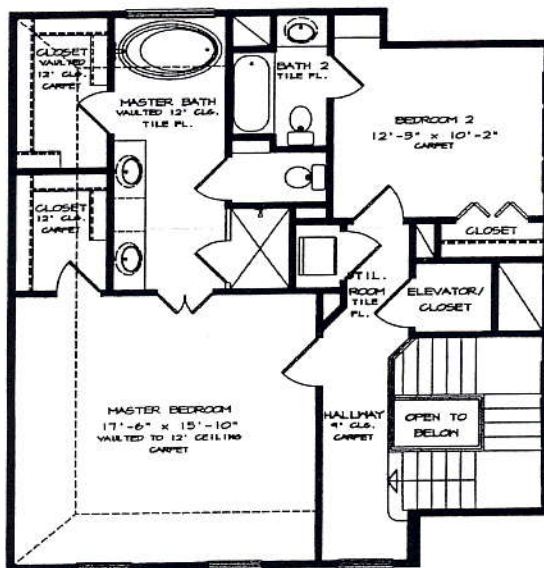 CLOSET
VAULTED
12' CLG.
CARPET
MASTER BATH
VAULTED 12' CLG.
TILE FL.
BATH 2
TILE FL.
BEDROOM 2
12'-5" x 10'-2"
CARPET
CLOSET
12' CLG.
CARPET
CLOSET
UTIL.
ROOM
TILE
FL.
ELEVATOR/
CLOSET
MASTER BEDROOM
17'-6" x 15'-10"
VAULTED TO 12' CEILING
CARPET
HALLWAY
9' CLG.
CARPET
OPEN TO
BELOW